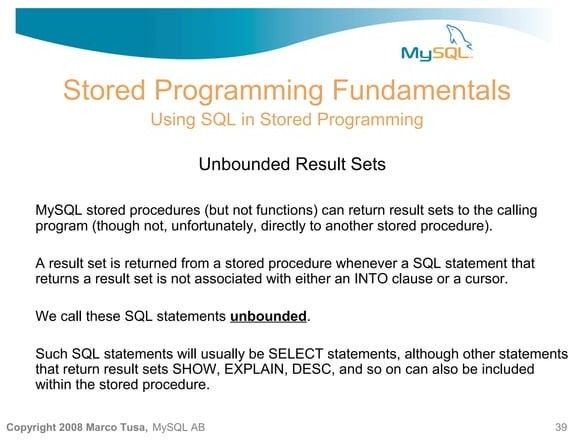 MySQL
Stored Programming Fundamentals
Using SQL in Stored Programming
Unbounded Result Sets
MySQL stored procedures (but not functions) can return result sets to the calling
program (though not, unfortunately, directly to another stored procedure).
A result set is returned from a stored procedure whenever a SQL statement that
returns a result set is not associated with either an INTO clause or a cursor.
We call these SQL statements unbounded.
Such SQL statements will usually be SELECT statements, although other statements
that return result sets SHOW, EXPLAIN, DESC, and so on can also be included
within the stored procedure.
Copyright 2008 Marco Tusa, MySQL AB 39